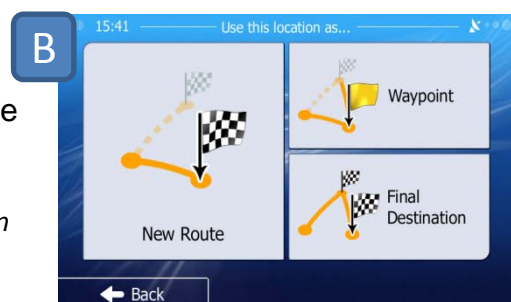 B
15:41
Use this location as...
e
Waypoint
n
Final
Destination
New Route
Back